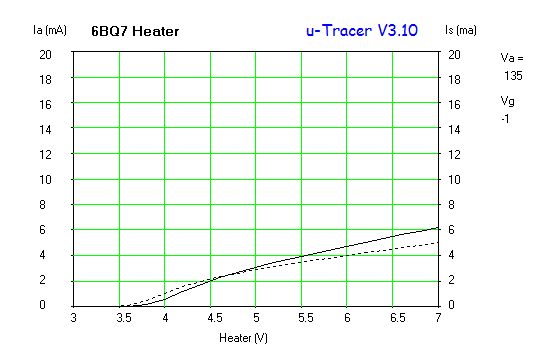 Ia (mA) 6BQ7 Heater u-Tracer V3.10 Is (ma)
20 20
Va =
18 18
135
16 16
Vg
14 14
-1
12 12
10 10
8 8
6 6
4 4
2 2
0 0
3 3.5 4 4.5 5 5.5 6 6.5 7
Heater (V)